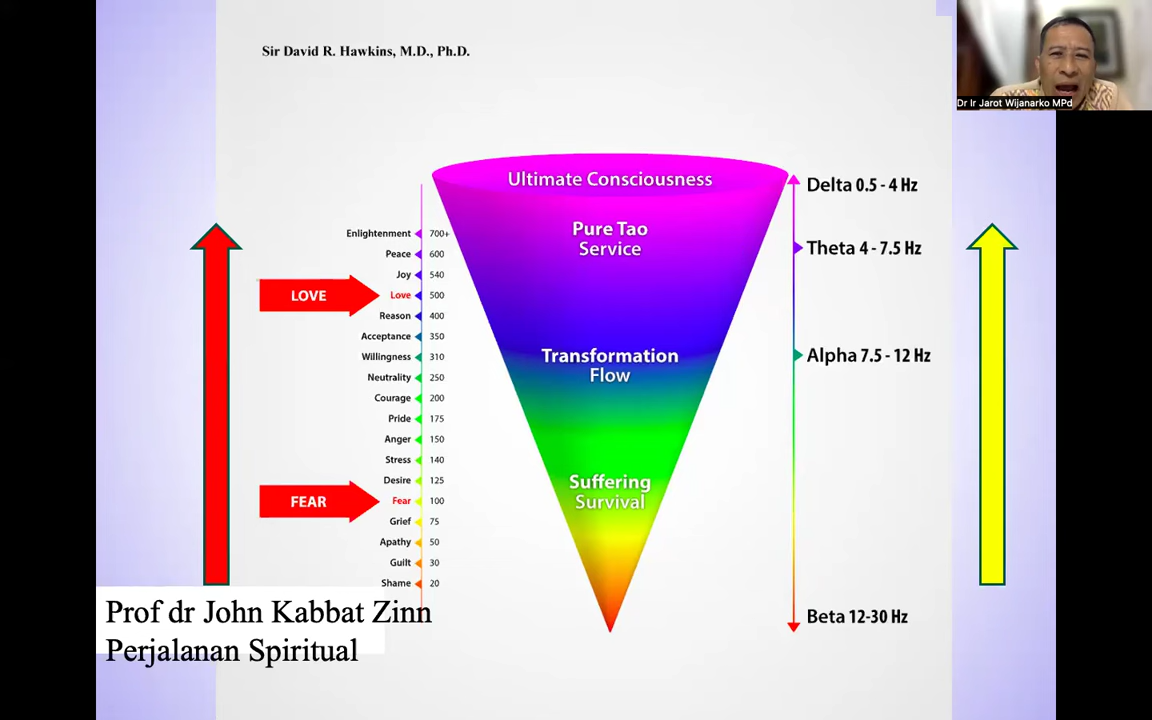 Sir David R. Hawkins, M.D., Ph.D.
Dr Ir Jarot Wijanarko MPd
Ultimate Consciousness
Delta 0.5 - 4 Hz
Pure Tao
Service
Theta 4 - 7.5 Hz
Enlightenment 700+
Peace 600
Joy 540
LOVE
Love 500
Reason 400
Acceptance 350
Willingness 310
Neutrality 250
Courage 200
Pride 175
Anger 150
Stress 140
Desire 125
FEAR
Fear 100
Grief 75
Apathy 50
Guilt 30
Shame 20
Transformation
Flow
Alpha 7.5 - 12 Hz
Suffering
Survival
Beta 12-30 Hz
Prof dr John Kabbat Zinn
Perjalanan Spiritual